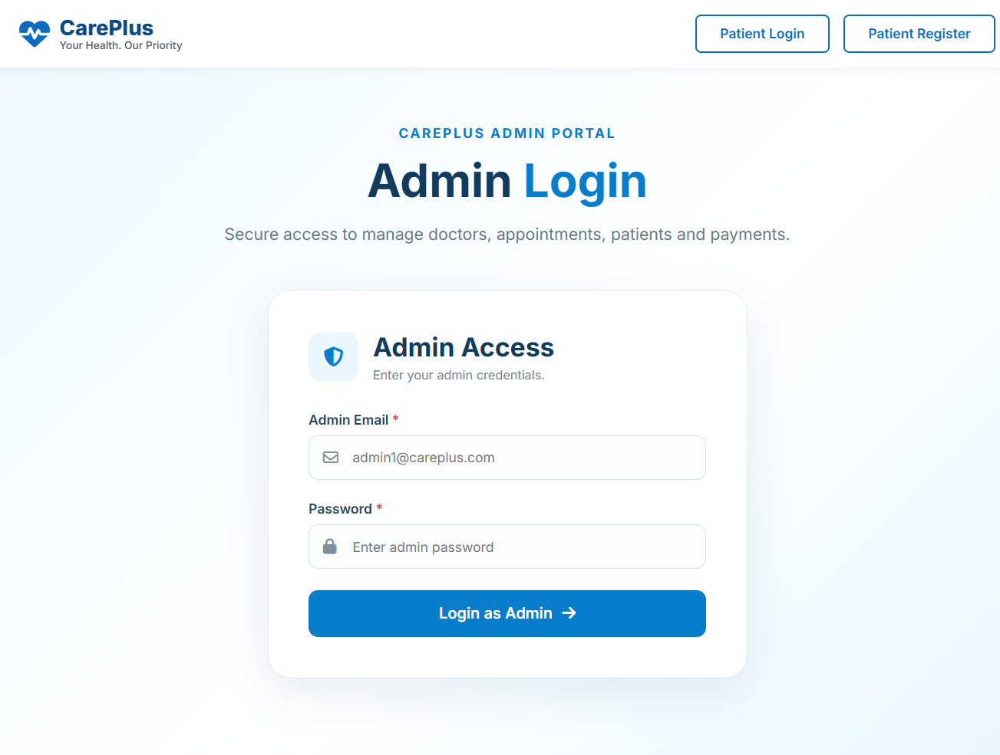 CarePlus
Your Health. Our Priority
Patient Login
Patient Register
CAREPLUS ADMIN PORTAL
Admin Login
Secure access to manage doctors, appointments, patients and payments.
Admin Access
Enter your admin credentials.
Admin Email *
admin1@careplus.com
Password *
Enter admin password
Login as Admin →